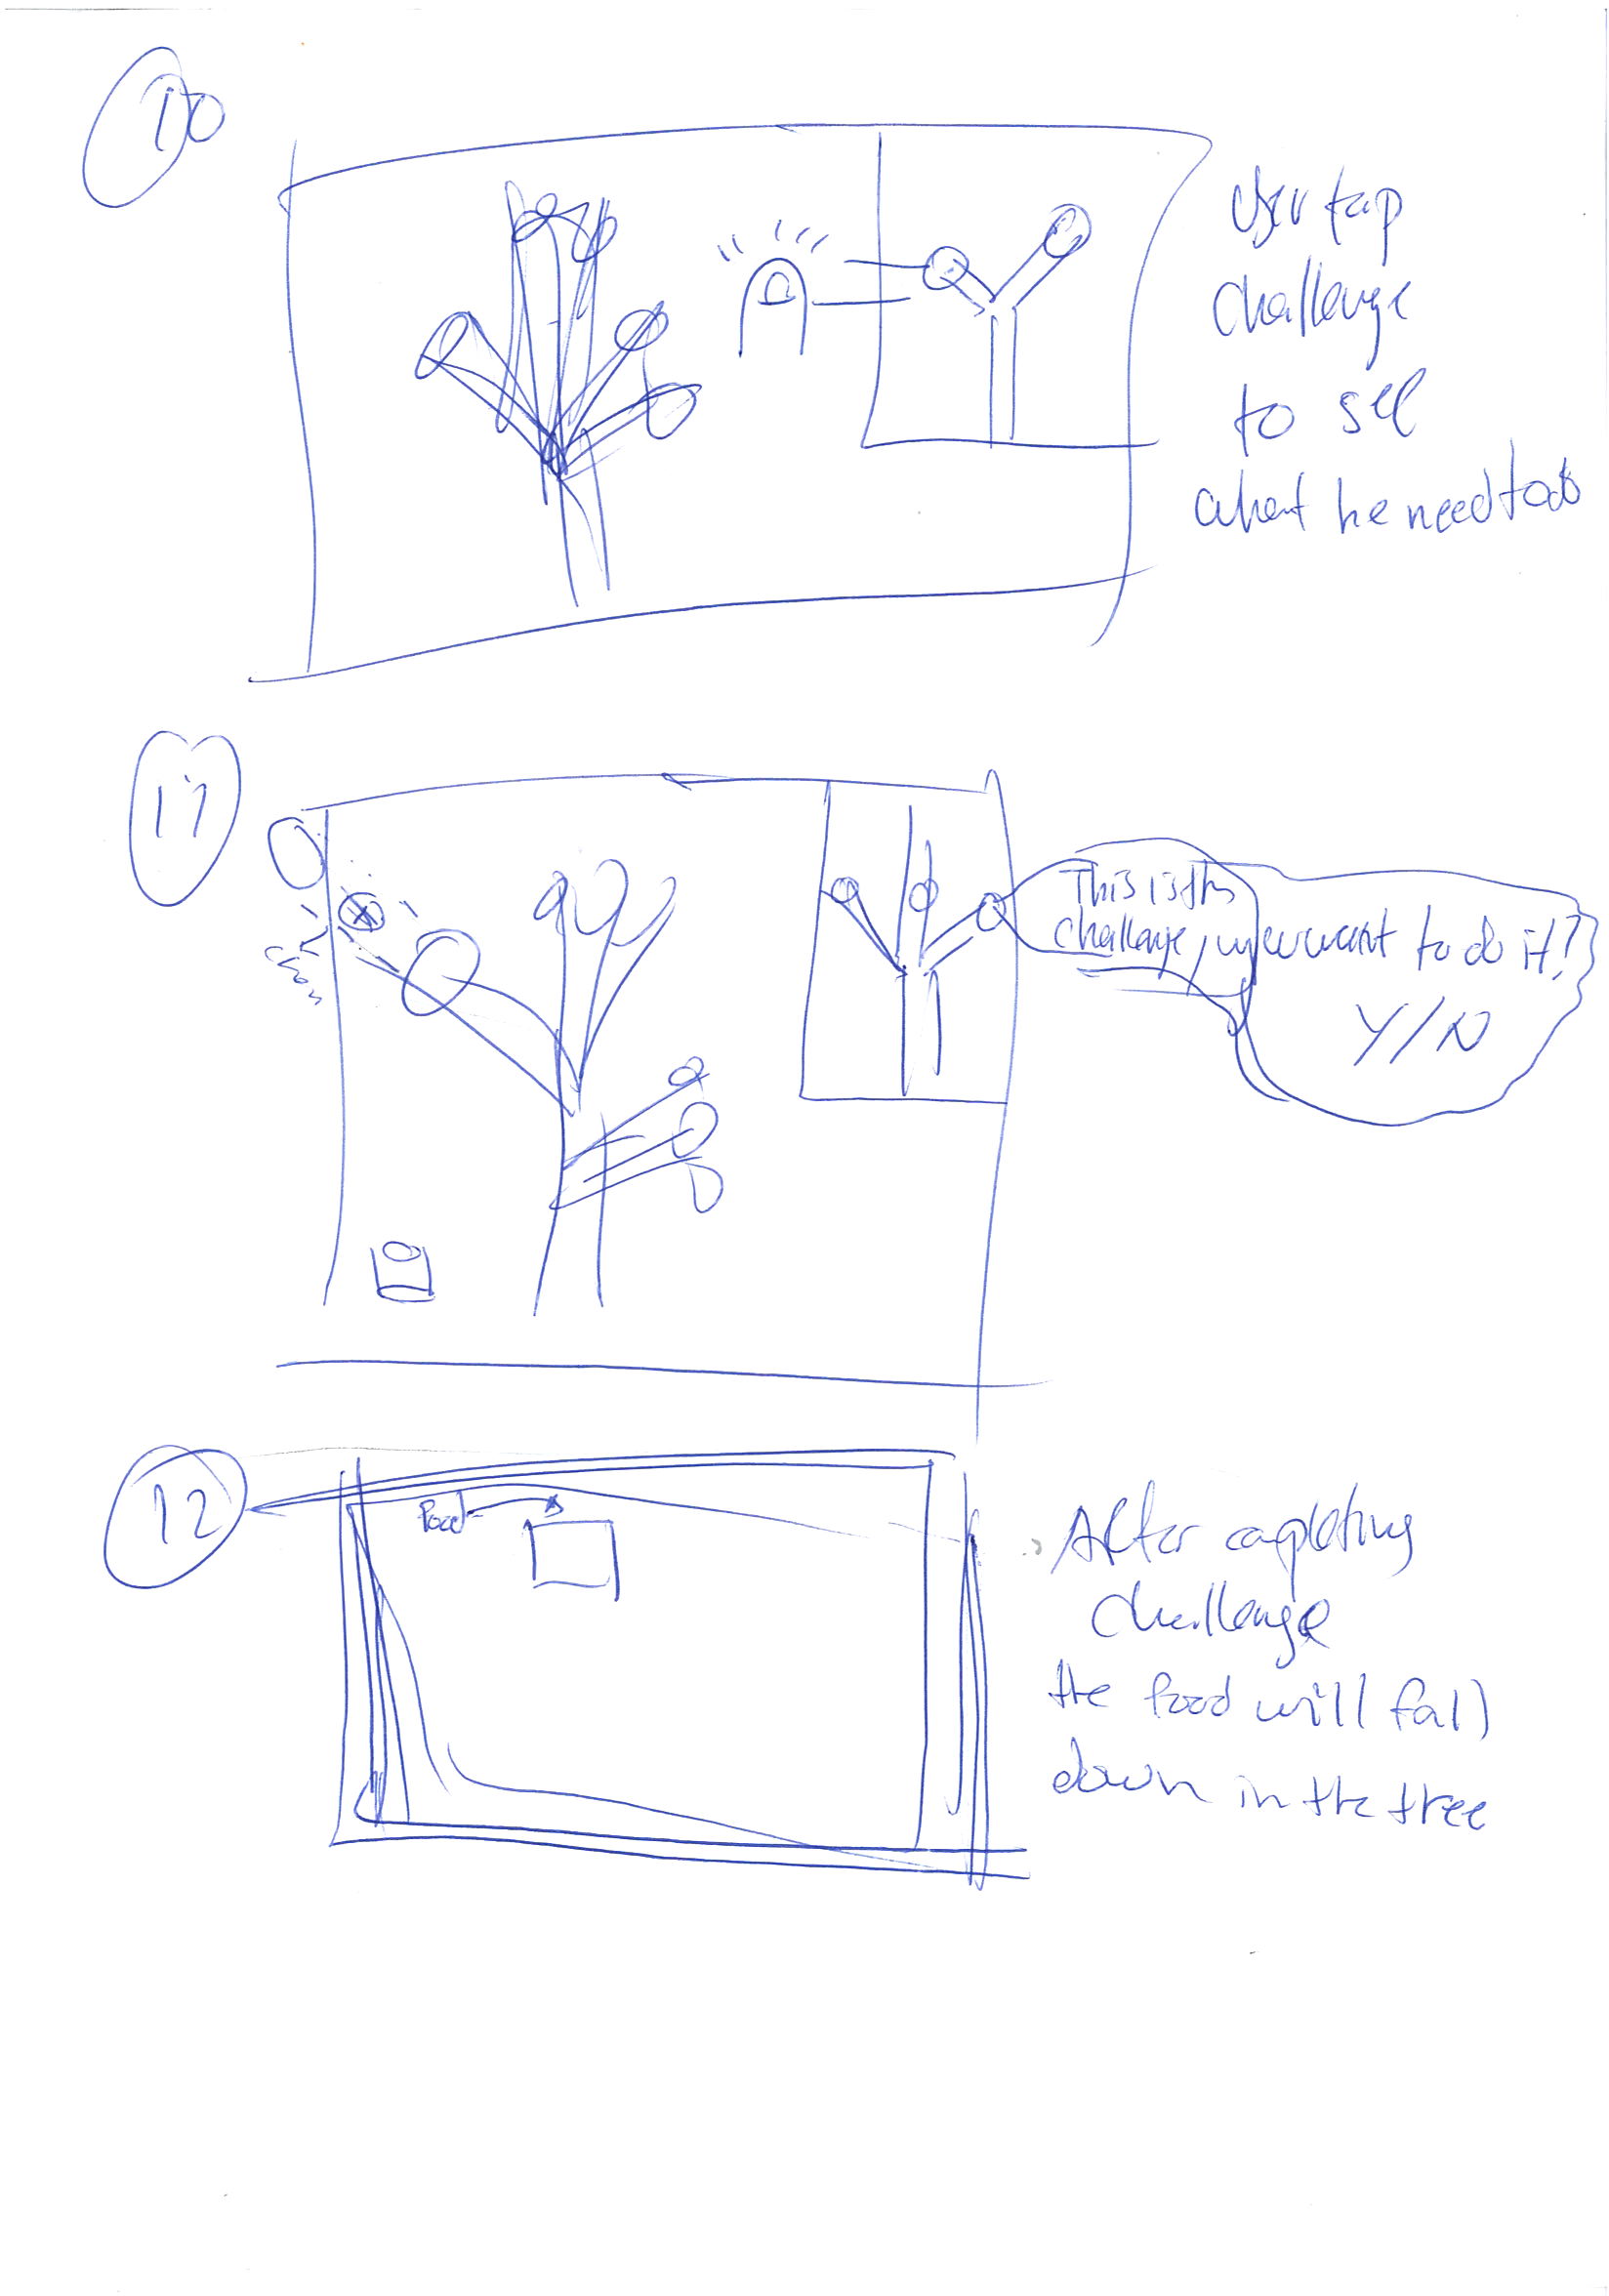 10
User tap
challenge
to see
what he need to do
11
This is the
challenge, want to do it?
Y/N
12
Food
After completing
challenge
the food will fall
down in the tree